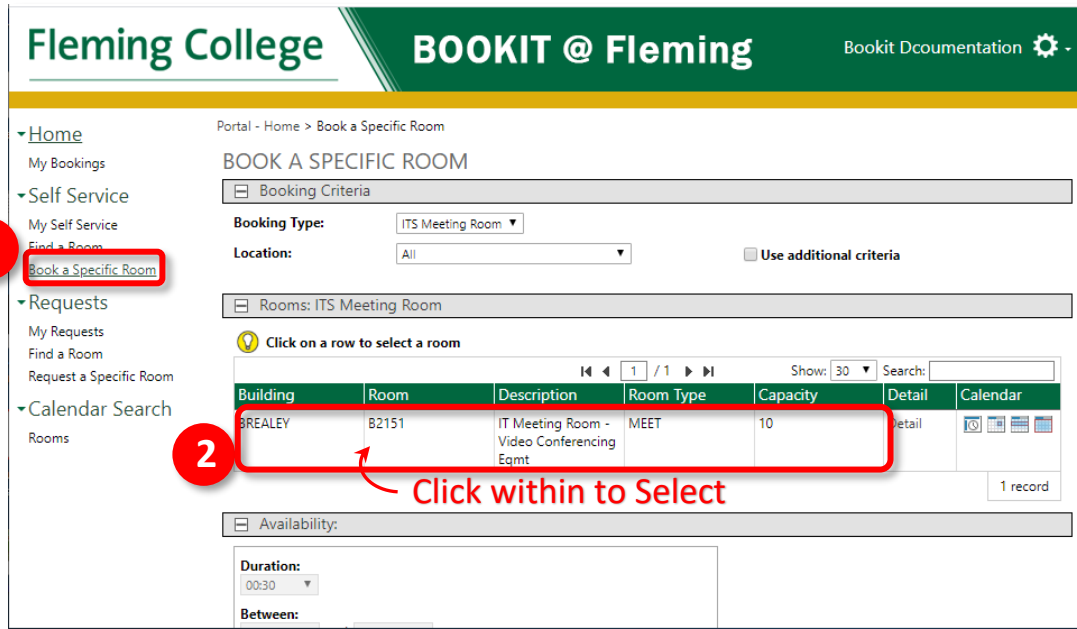 Fleming College
BOOKIT @ Fleming
Bookit Dcoumentation
Home
My Bookings
Self Service
My Self Service
Find a Room
Book a Specific Room
Requests
My Requests
Find a Room
Request a Specific Room
Calendar Search
Rooms
Portal - Home > Book a Specific Room
BOOK A SPECIFIC ROOM
Booking Criteria
Booking Type: ITS Meeting Room
Location: All Use additional criteria
Rooms: ITS Meeting Room
Click on a row to select a room
1 / 1 Show: 30 Search:
Building Room Description Room Type Capacity Detail Calendar
BREALEY B2151 IT Meeting Room - MEET 10 Detail
Video Conferencing
Eqmt
2
Click within to Select
1 record
Availability:
Duration:
00:30
Between: